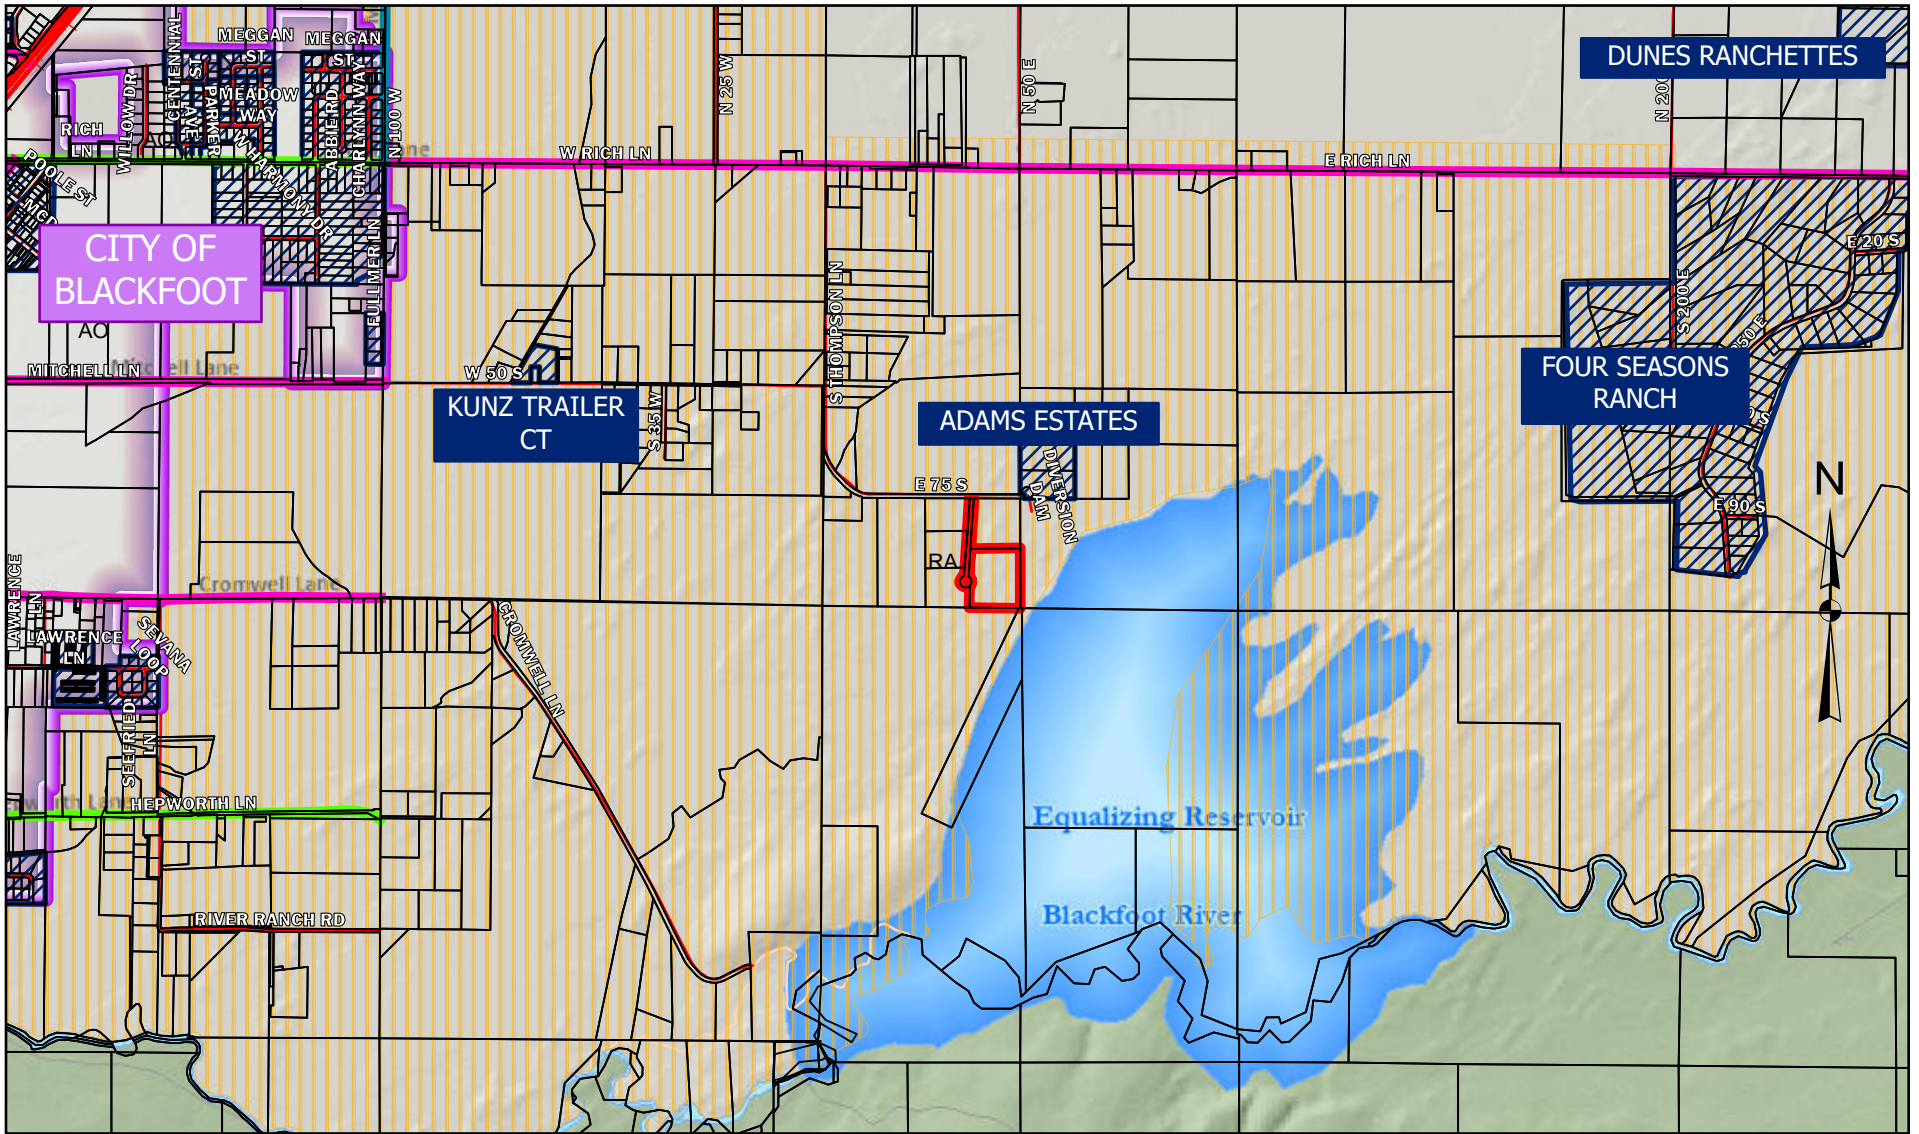 MEGGAN
ST
MEGGAN
ST
CENTENNIAL
ST
WILLOW DR
PARKER
AVE
MEADOW
WAY
ABBIE RD
CHARLYNN WAY
N 100 W
N 25 W
N 50 E
N 200
DUNES RANCHETTES
RICH
LN
AO
W RICH LN
E RICH LN
POOLE ST
W HARMONY DR
FULLMER LN
CITY OF
BLACKFOOT
AO
MITCHELL LN
Mitchell Lane
W 50 S
KUNZ TRAILER
CT
S 35 W
S THOMPSON LN
ADAMS ESTATES
DIVERSION
DAM
E 75 S
RA
S 200 E
E 20 S
FOUR SEASONS
RANCH
E 90 S
N
Cromwell Lane
LAWRENCE
LN
LAWRENCE
LN
SEVANA
LOOP
CROMWELL LN
SEEFRIED
LN
HEPWORTH LN
RIVER RANCH RD
Equalizing Reservoir
Blackfoot River